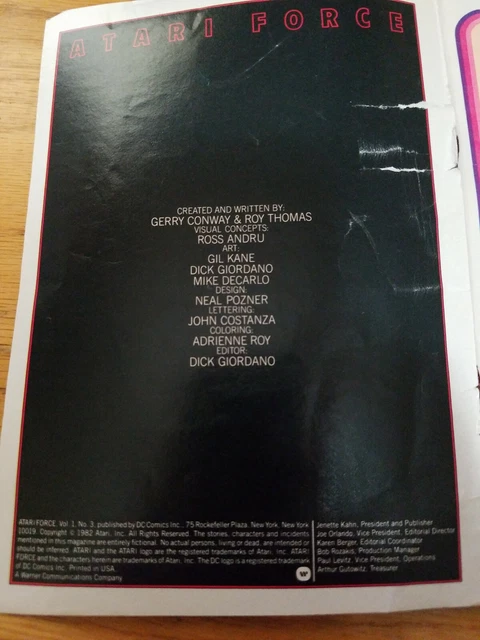 ATARI FORCE
CREATED AND WRITTEN BY:
GERRY CONWAY & ROY THOMAS
VISUAL CONCEPTS:
ROSS ANDRU
ART:
GIL KANE
DICK GIORDANO
MIKE DECARLO
DESIGN:
NEAL POZNER
LETTERING:
JOHN COSTANZA
COLORING:
ADRIENNE ROY
EDITOR:
DICK GIORDANO
ATARI FORCE, Vol. 1, No. 3, published by DC Comics Inc., 75 Rockefeller Plaza, New York, New York
10019. Copyright © 1982 Atari, Inc. All Rights Reserved. The stories, characters and incidents
mentioned in this magazine are entirely fictional. No actual persons, living or dead, are intended or
should be inferred. ATARI and the ATARI logo are the registered trademarks of Atari, Inc. ATARI
FORCE and the characters herein are trademarks of Atari, Inc. The DC logo is a registered trademark
of DC Comics Inc. Printed in USA.
A Warner Communications Company
Jenette Kahn, President and Publisher
Joe Orlando, Vice President, Editorial Director
Karen Berger, Editorial Coordinator
Bob Rozakis, Production Manager
Paul Levitz, Vice President, Operations
Arthur Gutowitz, Treasurer